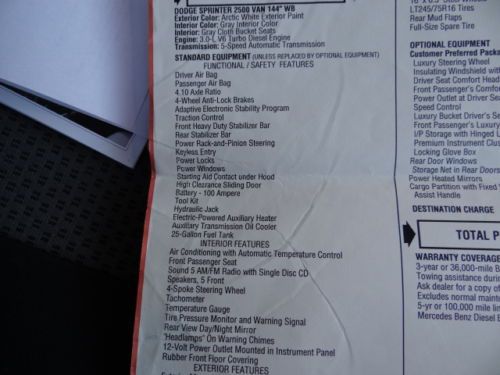 DODGE SPRINTER 2500 VAN 144" WB
Exterior Color: Arctic White Exterior Paint
Interior Color: Gray Interior Color
Interior: Gray Cloth Bucket Seats
Engine: 3.0-L V6 Turbo Diesel Engine
Transmission: 5-Speed Automatic Transmission
STANDARD EQUIPMENT (UNLESS REPLACED BY OPTIONAL EQUIPMENT)
FUNCTIONAL / SAFETY FEATURES
Driver Air Bag
Passenger Air Bag
4.10 Axle Ratio
4-Wheel Anti-Lock Brakes
Adaptive Electronic Stability Program
Traction Control
Front Heavy Duty Stabilizer Bar
Rear Stabilizer Bar
Power Rack-and-Pinion Steering
Keyless Entry
Power Locks
Power Windows
Starting Aid Contact under Hood
High Clearance Sliding Door
Battery - 100 Ampere
Tool Kit
Hydraulic Jack
Electric-Powered Auxiliary Heater
Auxiliary Transmission Oil Cooler
25-Gallon Fuel Tank
INTERIOR FEATURES
Air Conditioning with Automatic Temperature Control
Front Passenger Seat
Sound 5 AM/FM Radio with Single Disc CD
Speakers, 5 Front
4-Spoke Steering Wheel
Tachometer
Temperature Gauge
Tire Pressure Monitor and Warning Signal
Rear View Day/Night Mirror
"Headlamps" On Warning Chimes
12-Volt Power Outlet Mounted in Instrument Panel
Rubber Front Floor Covering
EXTERIOR FEATURES
LT245/75R16 Tires
Rear Mud Flaps
Full-Size Spare Tire
OPTIONAL EQUIPMENT
Customer Preferred Packa
Luxury Steering Wheel
Insulating Windshield wit
Driver Seat Comfort Head
Front Passenger's Comfor
Power Outlet at Driver Sea
Speed Control
Luxury Bucket Driver's Se
Front Passenger's Luxury
I/P Storage with Hinged L
Premium Instrument Clus
Locking Glove Box
Rear Door Windows
Storage Net in Rear Doors
Power Heated Mirrors
Cargo Partition with Fixed
Assist Handle
DESTINATION CHARGE
TOTAL P
WARRANTY COVERAGE
3-year or 36,000-mile B
Towing assistance durin
Ask dealer for a copy of
Excludes normal mainte
5-yr or 100,000 mile lim
Mercedes Benz Diesel E